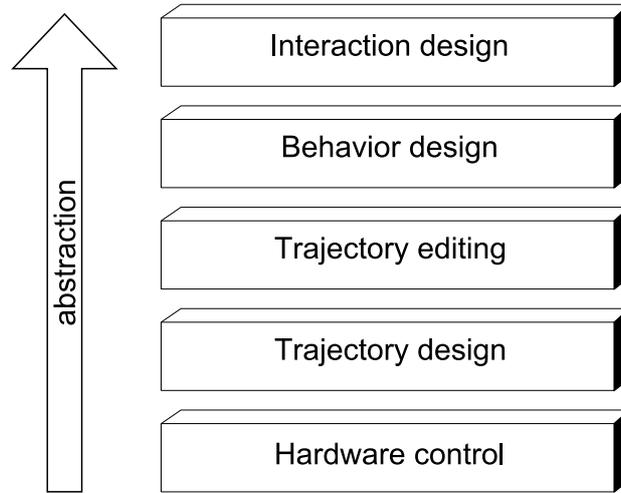 Interaction design
Behavior design
Trajectory editing
Trajectory design
Hardware control
abstraction